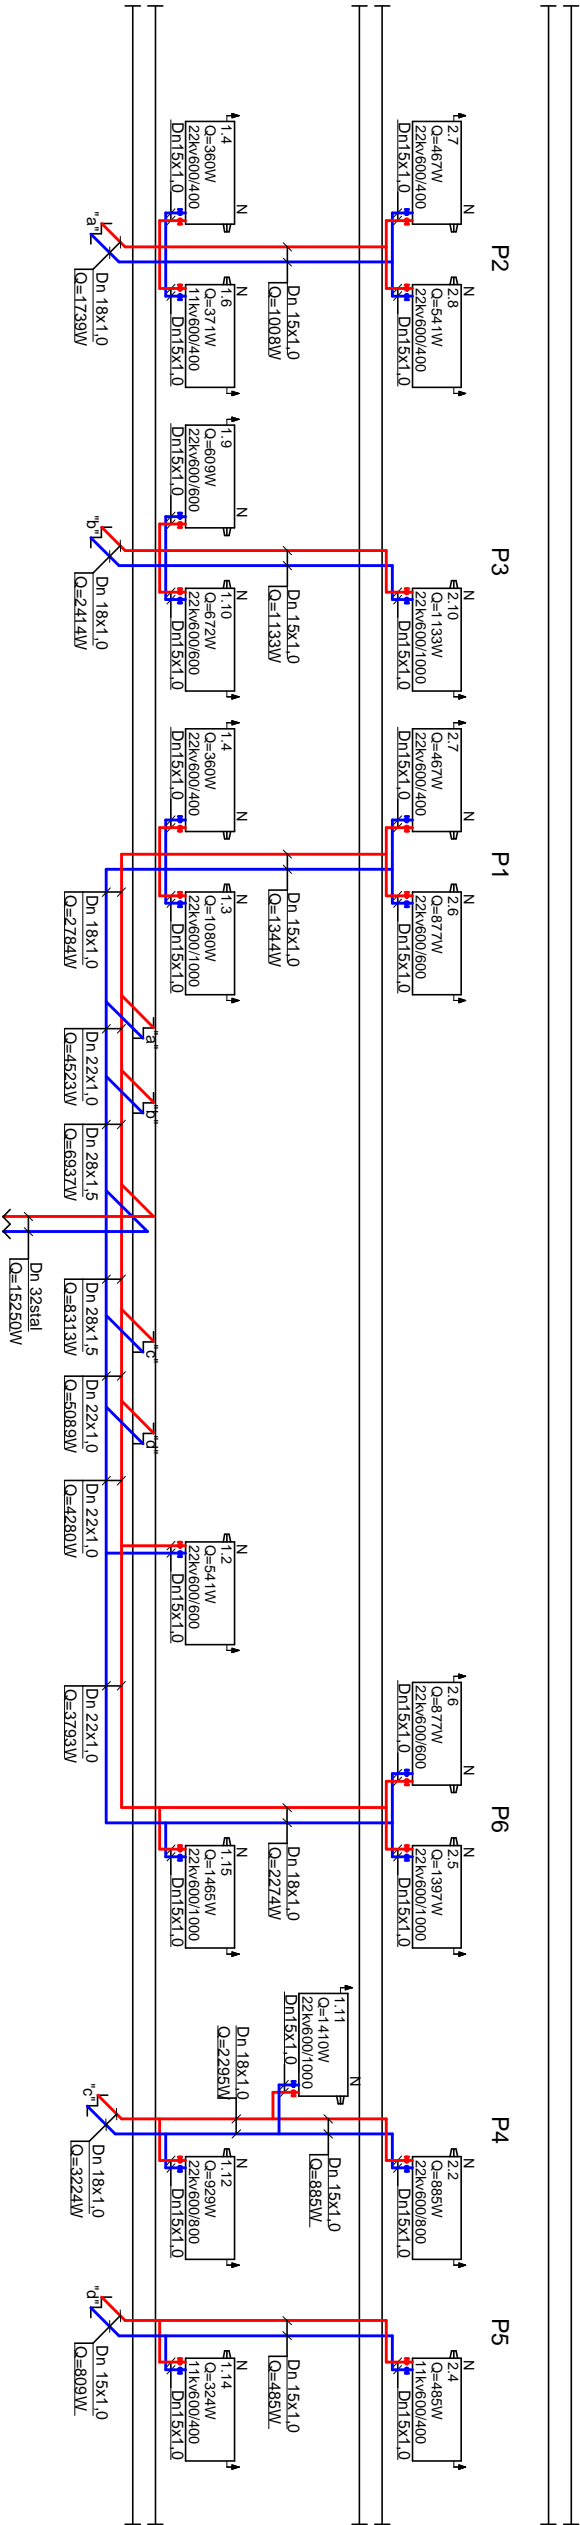 P2
2.7
Q=467W
22kv600/400
Dn15x1,0
N
2.8
Q=541W
22kv600/400
Dn15x1,0
N
Dn 15x1,0
Q=1008W
1.4
Q=360W
22kv600/400
Dn15x1,0
N
1.6
Q=371W
11kv600/400
Dn15x1,0
N
"a"
Dn 18x1,0
Q=1739W
P3
2.10
Q=1133W
22kv600/1000
Dn15x1,0
N
Dn 15x1,0
Q=1133W
1.9
Q=609W
22kv600/600
Dn15x1,0
N
1.10
Q=672W
22kv600/600
Dn15x1,0
N
"b"
Dn 18x1,0
Q=2414W
P1
2.7
Q=467W
22kv600/400
Dn15x1,0
N
2.6
Q=877W
22kv600/600
Dn15x1,0
N
Dn 15x1,0
Q=1344W
1.4
Q=360W
22kv600/400
Dn15x1,0
N
1.3
Q=1080W
22kv600/1000
Dn15x1,0
N
Dn 18x1,0
Q=2784W
"a"
Dn 22x1,0
Q=4523W
"b"
Dn 28x1,5
Q=6937W
Dn 32stal
Q=15250W
Dn 28x1,5
Q=8313W
"c"
Dn 22x1,0
Q=5089W
"d"
Dn 22x1,0
Q=4280W
1.2
Q=541W
22kv600/600
Dn15x1,0
N
Dn 22x1,0
Q=3793W
P6
2.6
Q=877W
22kv600/600
Dn15x1,0
N
2.5
Q=1397W
22kv600/1000
Dn15x1,0
N
Dn 18x1,0
Q=2274W
1.15
Q=1465W
22kv600/1000
Dn15x1,0
N
P4
1.11
Q=1410W
22kv600/1000
Dn15x1,0
N
2.2
Q=885W
22kv600/800
Dn15x1,0
N
Dn 15x1,0
Q=885W
Dn 18x1,0
Q=2295W
1.12
Q=929W
22kv600/800
Dn15x1,0
N
"c"
Dn 18x1,0
Q=3224W
P5
2.4
Q=485W
11kv600/400
Dn15x1,0
N
Dn 15x1,0
Q=485W
1.14
Q=324W
11kv600/400
Dn15x1,0
N
"d"
Dn 15x1,0
Q=809W